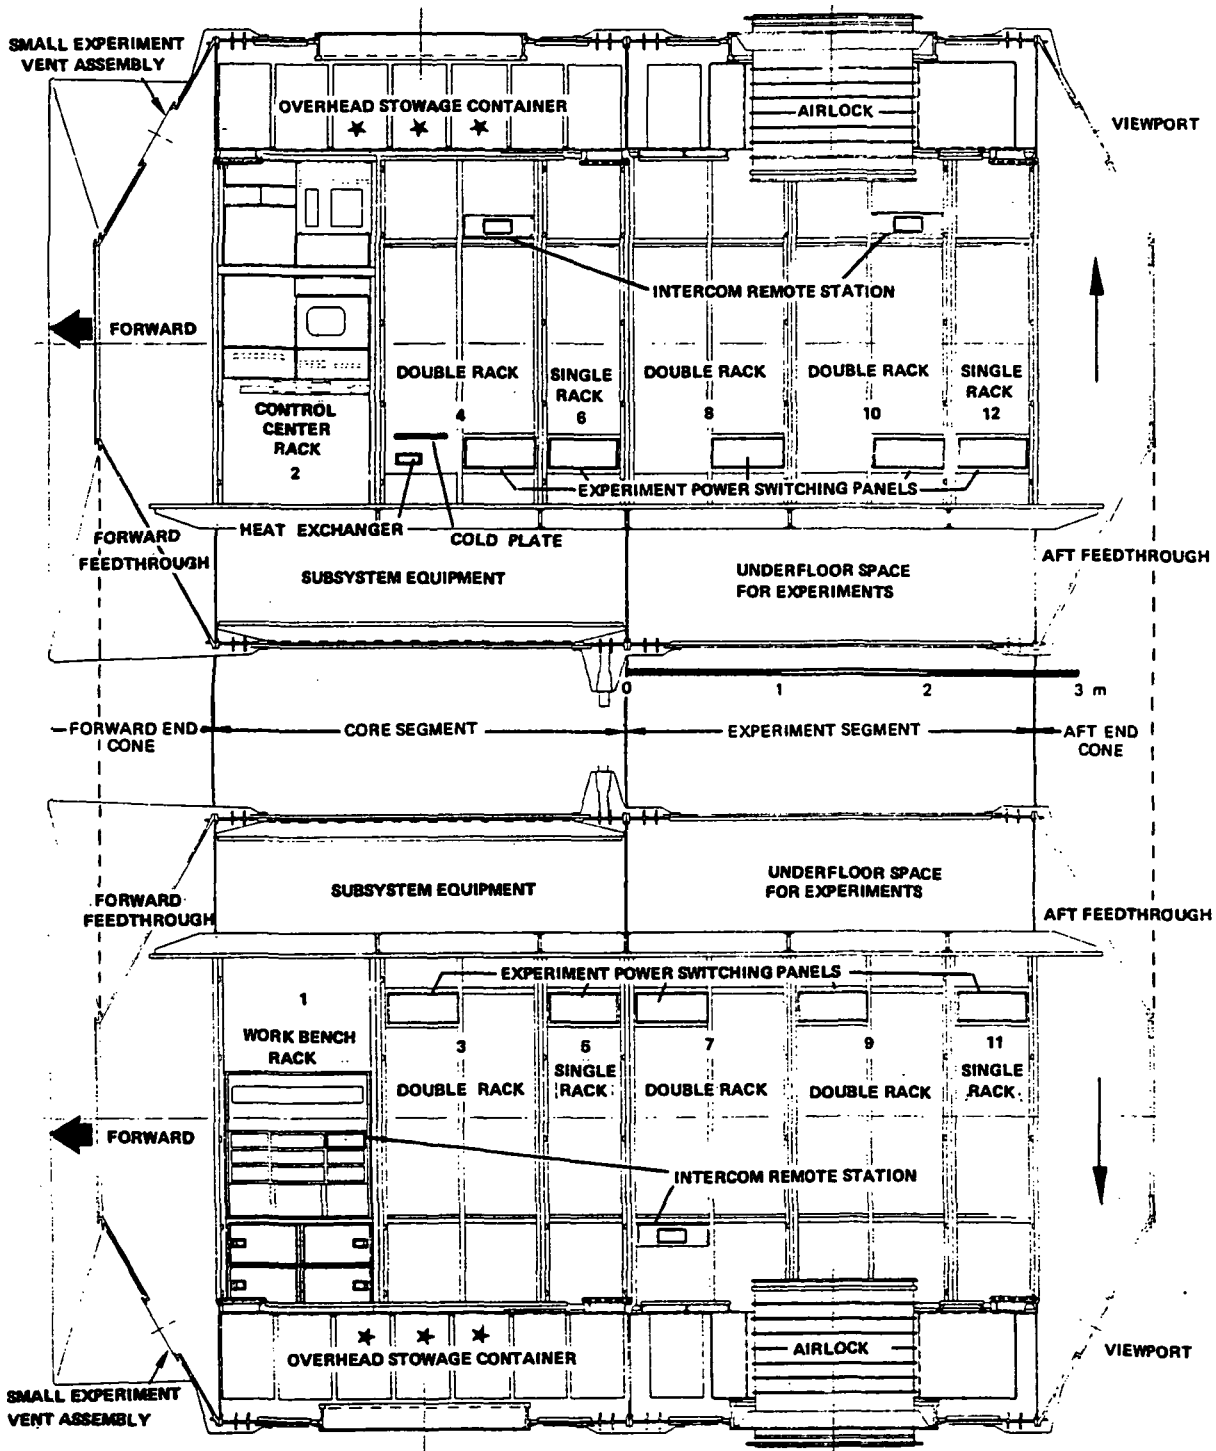 SMALL EXPERIMENT
VENT ASSEMBLY
OVERHEAD STOWAGE CONTAINER
AIRLOCK
VIEWPORT
INTERCOM REMOTE STATION
FORWARD
DOUBLE RACK
4
SINGLE
RACK
6
DOUBLE RACK
8
DOUBLE RACK
10
SINGLE
RACK
12
CONTROL
CENTER
RACK
2
EXPERIMENT POWER SWITCHING PANELS
HEAT EXCHANGER
COLD PLATE
FORWARD
FEEDTHROUGH
SUBSYSTEM EQUIPMENT
UNDERFLOOR SPACE
FOR EXPERIMENTS
AFT FEEDTHROUGH
0 1 2 3 m
FORWARD END
CONE
CORE SEGMENT
EXPERIMENT SEGMENT
AFT END
CONE
SUBSYSTEM EQUIPMENT
UNDERFLOOR SPACE
FOR EXPERIMENTS
FORWARD
FEEDTHROUGH
AFT FEEDTHROUGH
EXPERIMENT POWER SWITCHING PANELS
1
WORK BENCH
RACK
3
DOUBLE RACK
5
SINGLE
RACK
7
DOUBLE RACK
9
DOUBLE RACK
11
SINGLE
RACK
FORWARD
INTERCOM REMOTE STATION
OVERHEAD STOWAGE CONTAINER
AIRLOCK
VIEWPORT
SMALL EXPERIMENT
VENT ASSEMBLY